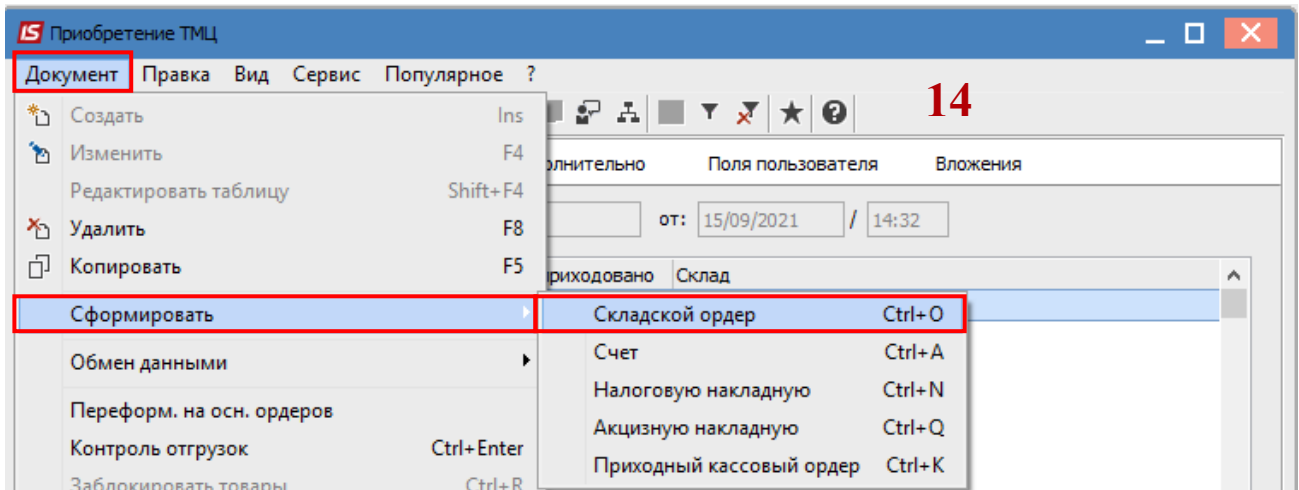 IS Приобретение ТМЦ
Документ Правка Вид Сервис Популярное ?
14
Создать Ins
Изменить F4
Редактировать таблицу Shift+F4
Удалить F8
Копировать F5
Сформировать
Обмен данными
Переформ. на осн. ордеров
Контроль отгрузок Ctrl+Enter
Заблокировать товары Ctrl+R
олнительно Поля пользователя Вложения
от: 15/09/2021 / 14:32
приходовано Склад
Складской ордер Ctrl+O
Счет Ctrl+A
Налоговую накладную Ctrl+N
Акцизную накладную Ctrl+Q
Приходный кассовый ордер Ctrl+K